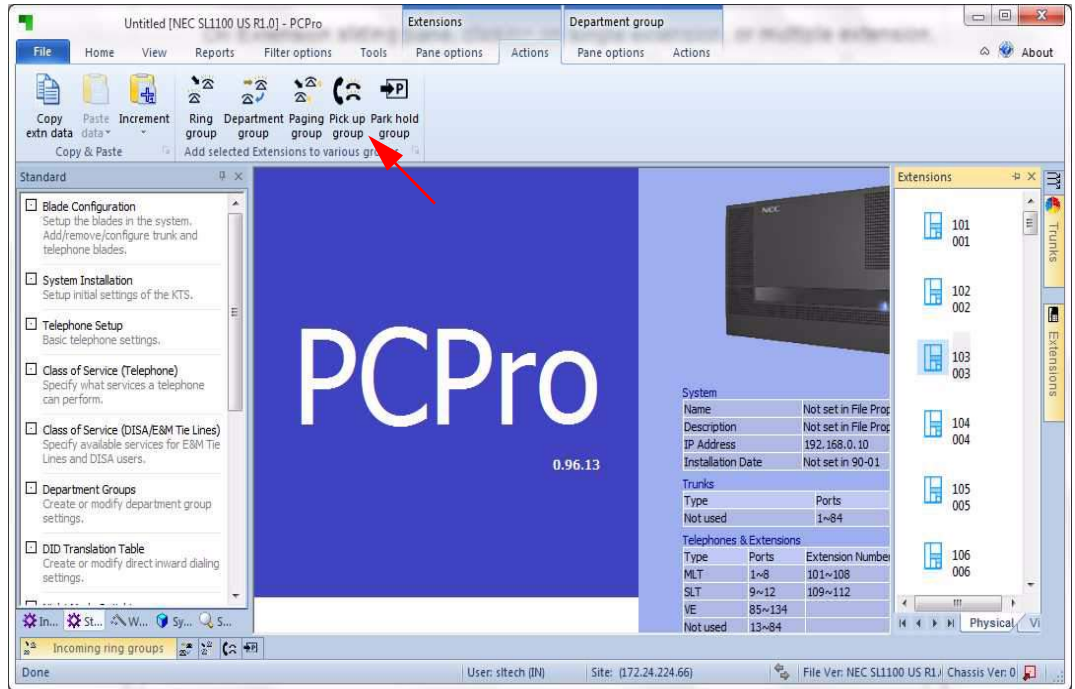 Untitled [NEC SL1100 US R1.0] - PCPro
Extensions
Department group
File Home View Reports Filter options Tools Pane options Actions Pane options Actions About
Copy extn data
Paste data
Increment
Ring group
Department group
Paging group
Pick up group
Park hold group
Copy & Paste
Add selected Extensions to various groups
Standard
Blade Configuration
Setup the blades in the system.
Add/remove/configure trunk and
telephone blades.
System Installation
Setup initial settings of the KTS.
Telephone Setup
Basic telephone settings.
Class of Service (Telephone)
Specify what services a telephone
can perform.
Class of Service (DISA/E&M Tie Lines)
Specify available services for E&M Tie
Lines and DISA users.
Department Groups
Create or modify department group
settings.
DID Translation Table
Create or modify direct inward dialing
settings.
In... St... W... Sy... S...
PCPro
0.96.13
NEC
System
Name Not set in File Prop
Description Not set in File Prop
IP Address 192.168.0.10
Installation Date Not set in 90-01
Trunks
Type Ports
Not used 1~84
Telephones & Extensions
Type Ports Extension Number
MLT 1~8 101~108
SLT 9~12 109~112
VE 85~134
Not used 13~84
Extensions
101
001
102
002
103
003
104
004
105
005
106
006
Physical Vi
Trunks
Extensions
Incoming ring groups
Done User: sltech (IN) Site: (172.24.224.66) File Ver: NEC SL1100 US R1.0 Chassis Ver: 0